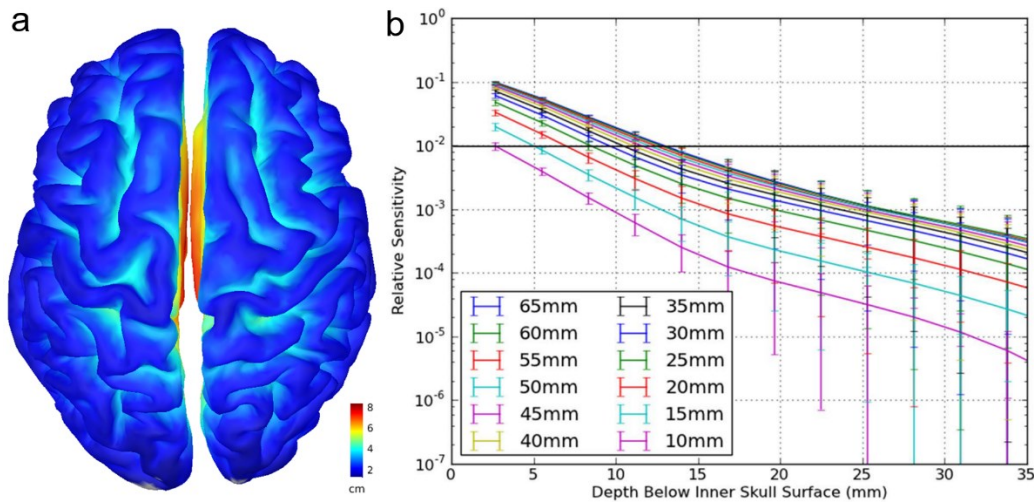 a
8
6
4
2
cm
b
Relative Sensitivity
10^0
10^-1
10^-2
10^-3
10^-4
10^-5
10^-6
10^-7
65mm 35mm
60mm 30mm
55mm 25mm
50mm 20mm
45mm 15mm
40mm 10mm
0 5 10 15 20 25 30 35
Depth Below Inner Skull Surface (mm)